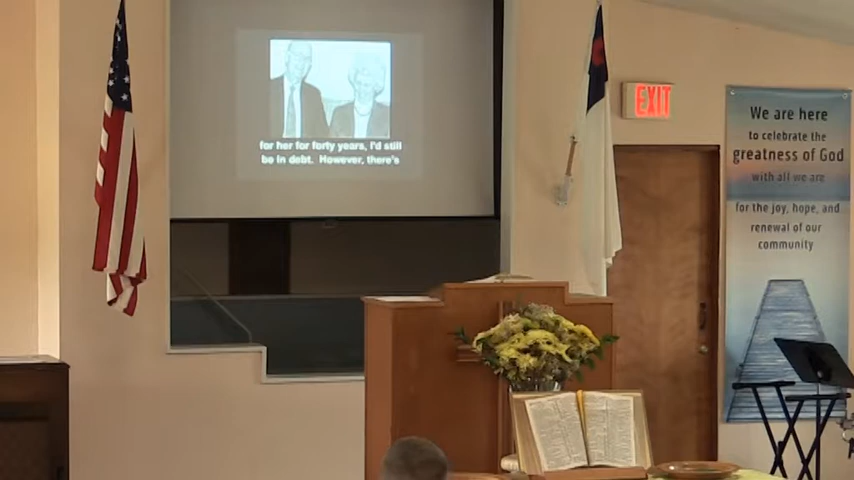 for her for forty years, I'd still
be in debt. However, there's
EXIT
We are here
to celebrate the
greatness of God
with all we are
for the joy, hope, and
renewal of our
community